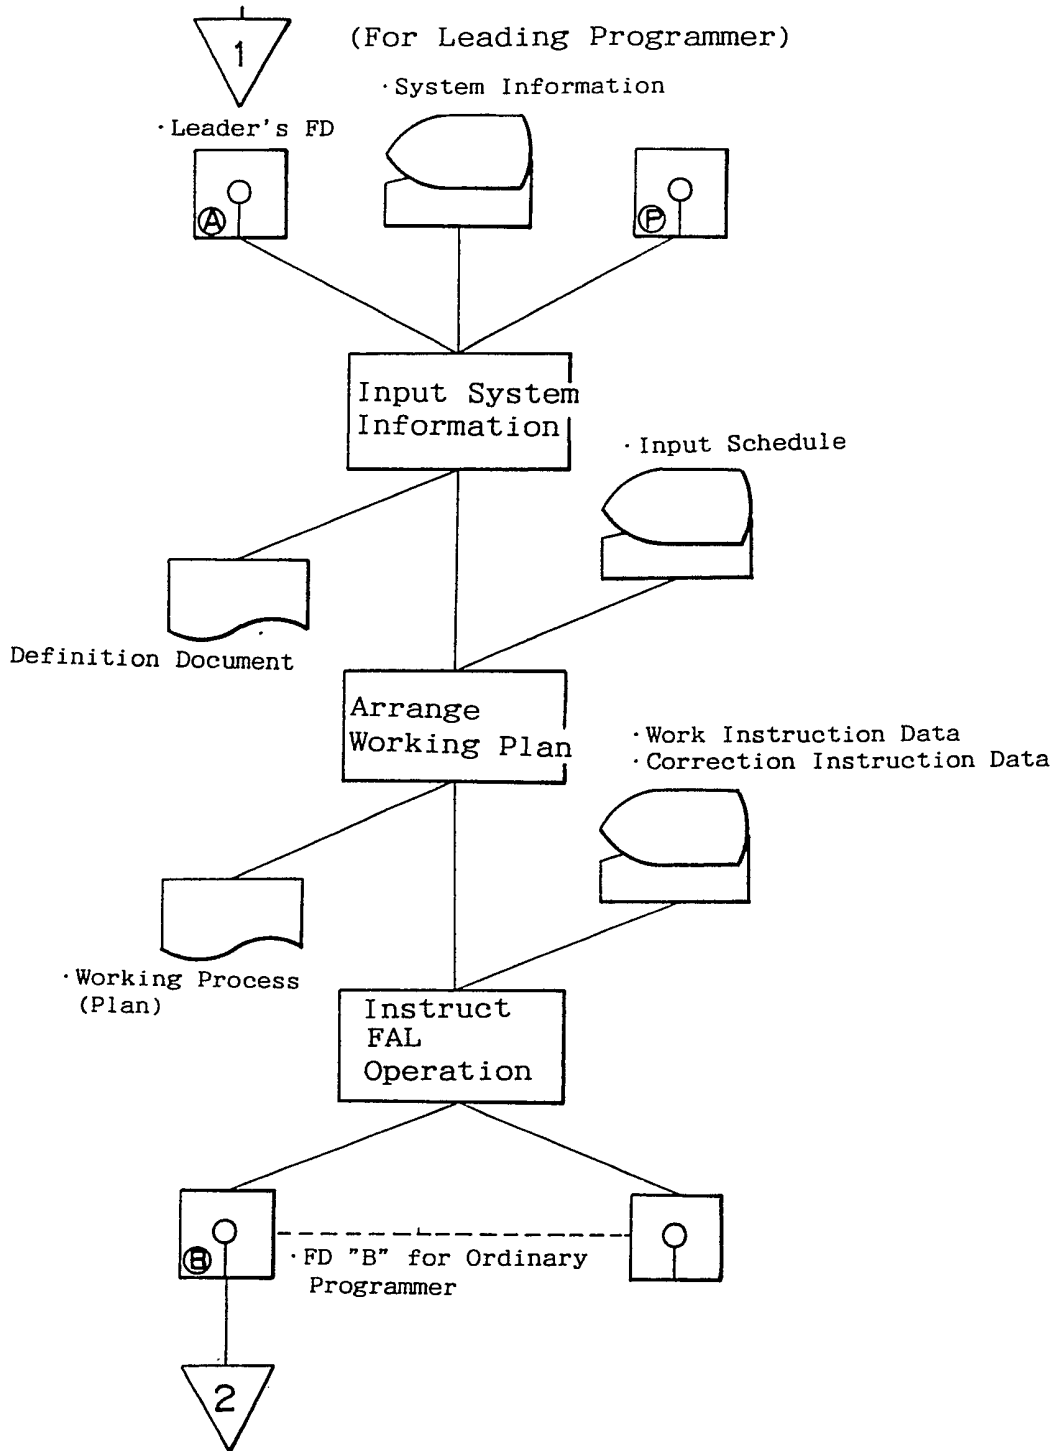 1
(For Leading Programmer)
·System Information
·Leader's FD
A
P
Input System
Information
·Input Schedule
Definition Document
Arrange
Working Plan
·Work Instruction Data
·Correction Instruction Data
·Working Process
(Plan)
Instruct
FAL
Operation
B
·FD "B" for Ordinary
Programmer
2